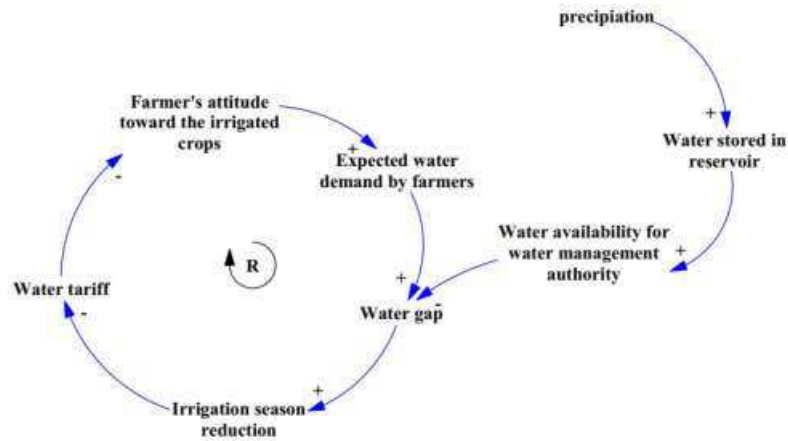 precipiation
Farmer's attitude
toward the irrigated
crops
+
Water stored in
reservoir
+
Expected water
demand by farmers
-
Water availability for
water management
authority
+
R
Water tariff
-
+
Water gap
-
+
Irrigation season
reduction